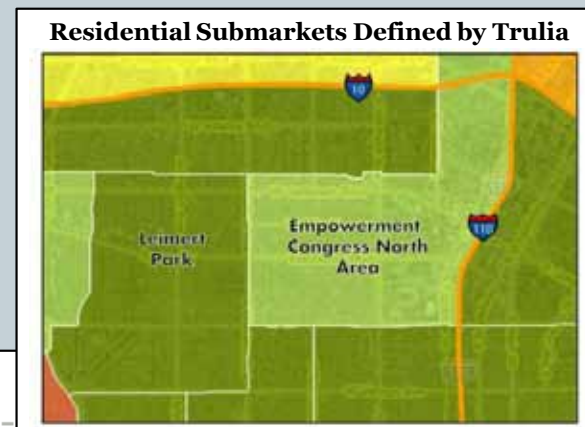 Residential Submarkets Defined by Trulia
10
Leimert
Park
Empowerment
Congress North
Area
110